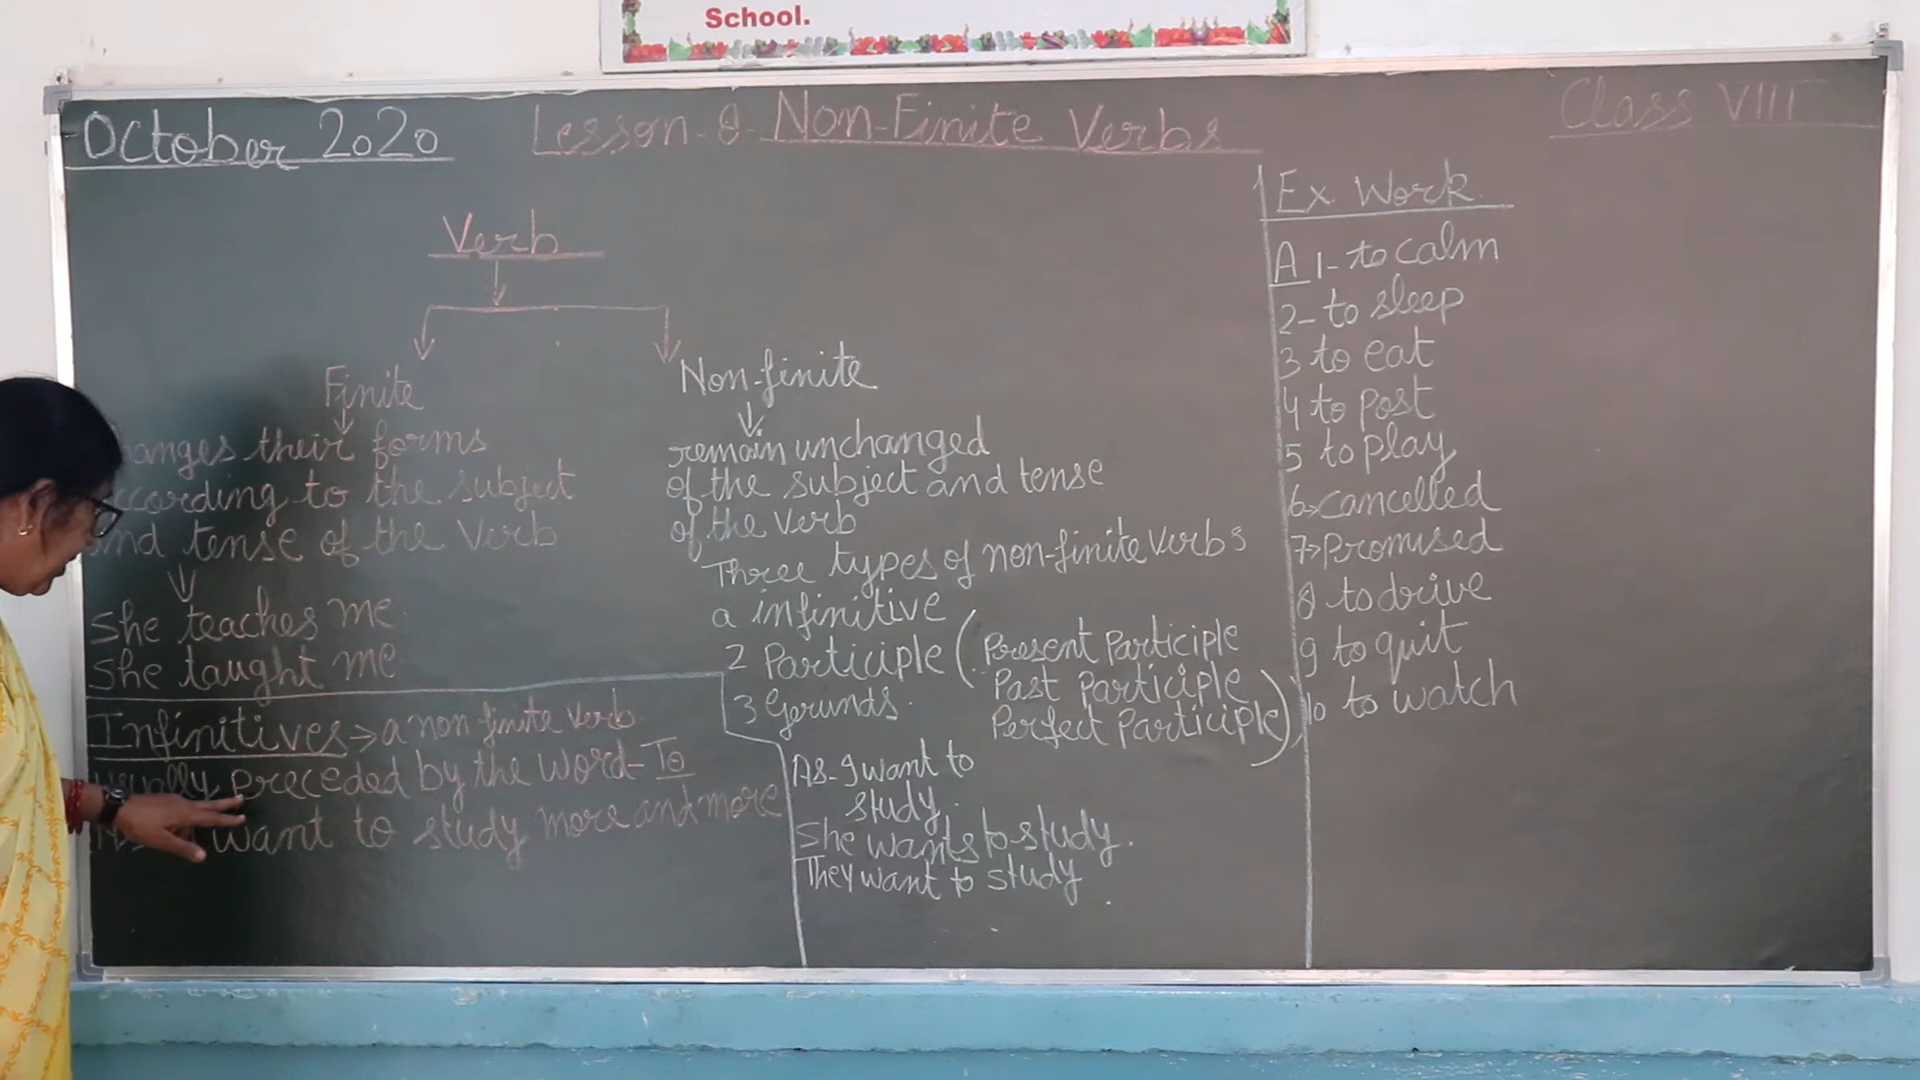 School.
October 2020
Lesson-8- Non-Finite Verbs
Class VIII
Verb
Finite
changes their forms
according to the subject
and tense of the Verb
She teaches me.
She taught me.
Non-finite
remain unchanged
of the subject and tense
of the verb
Three types of non-finite verbs
a infinitive
2 Participle (Present Participle
Past Participle
Perfect Participle)
3 Gerunds.
As- I want to
study.
She wants to study.
They want to study
Infinitives → a non finite verb
usually preceded by the word- To
want to study more and more
Ex. Work
A 1- to calm
2- to sleep
3 to eat
4 to post
5 to play
6→ cancelled
7→ Promised
8 to drive
9 to quit
10 to watch